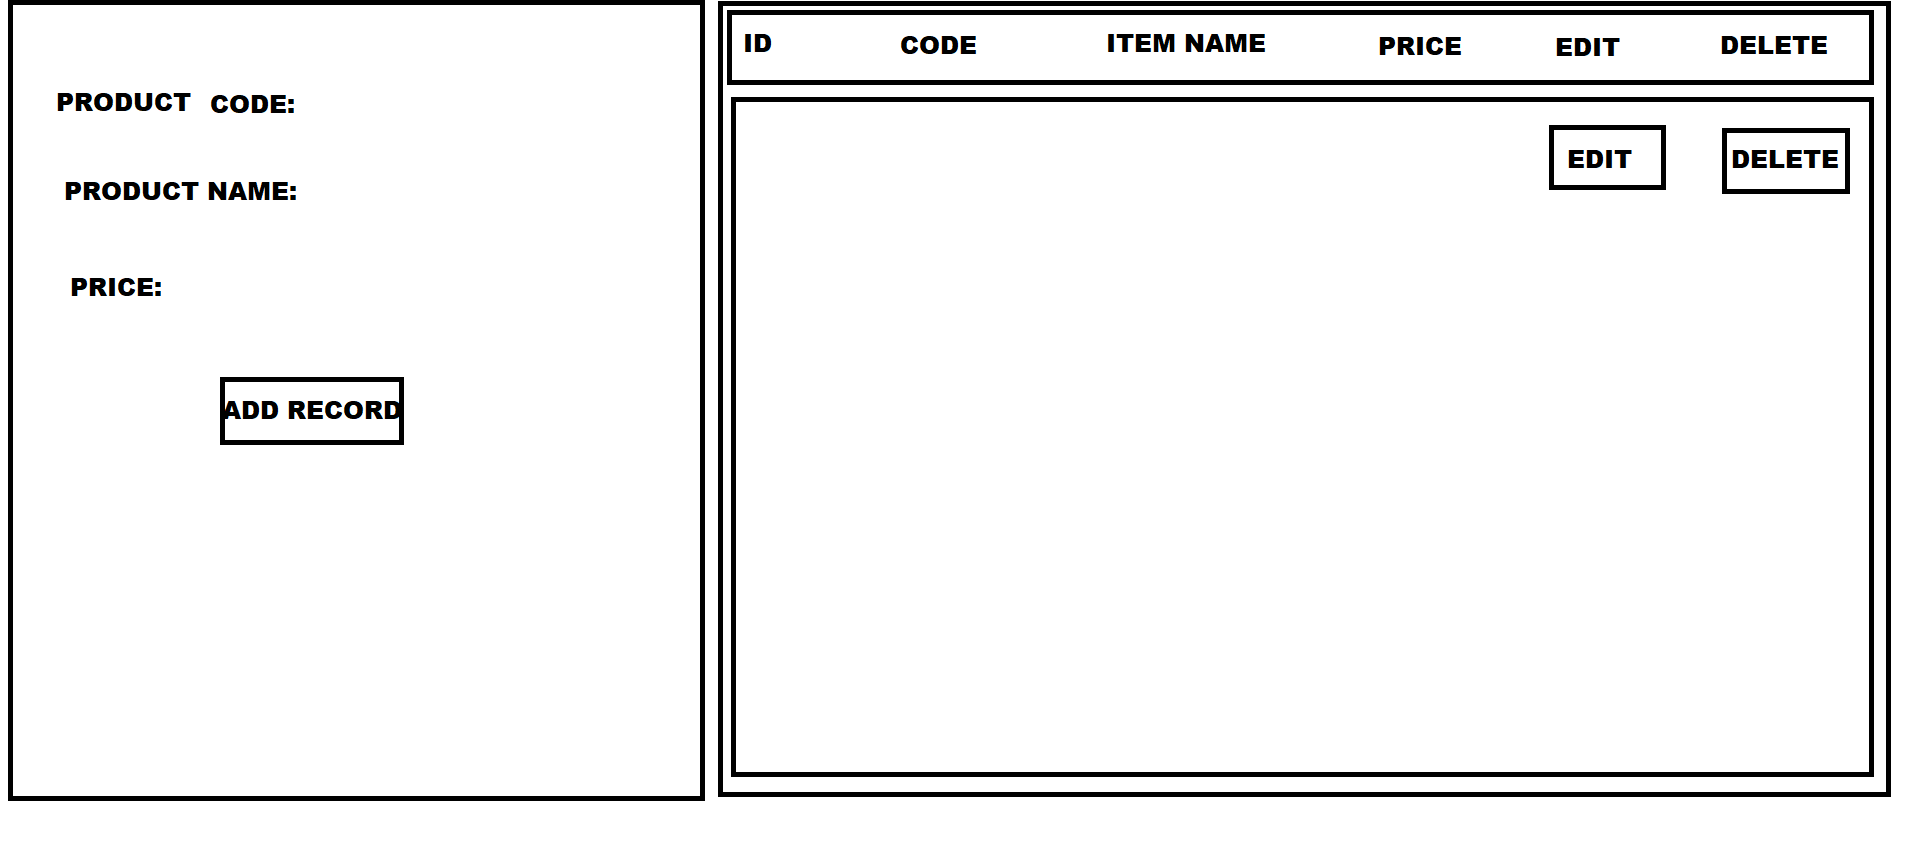 PRODUCT CODE:
PRODUCT NAME:
PRICE:
ADD RECORD
ID CODE ITEM NAME PRICE EDIT DELETE
EDIT DELETE